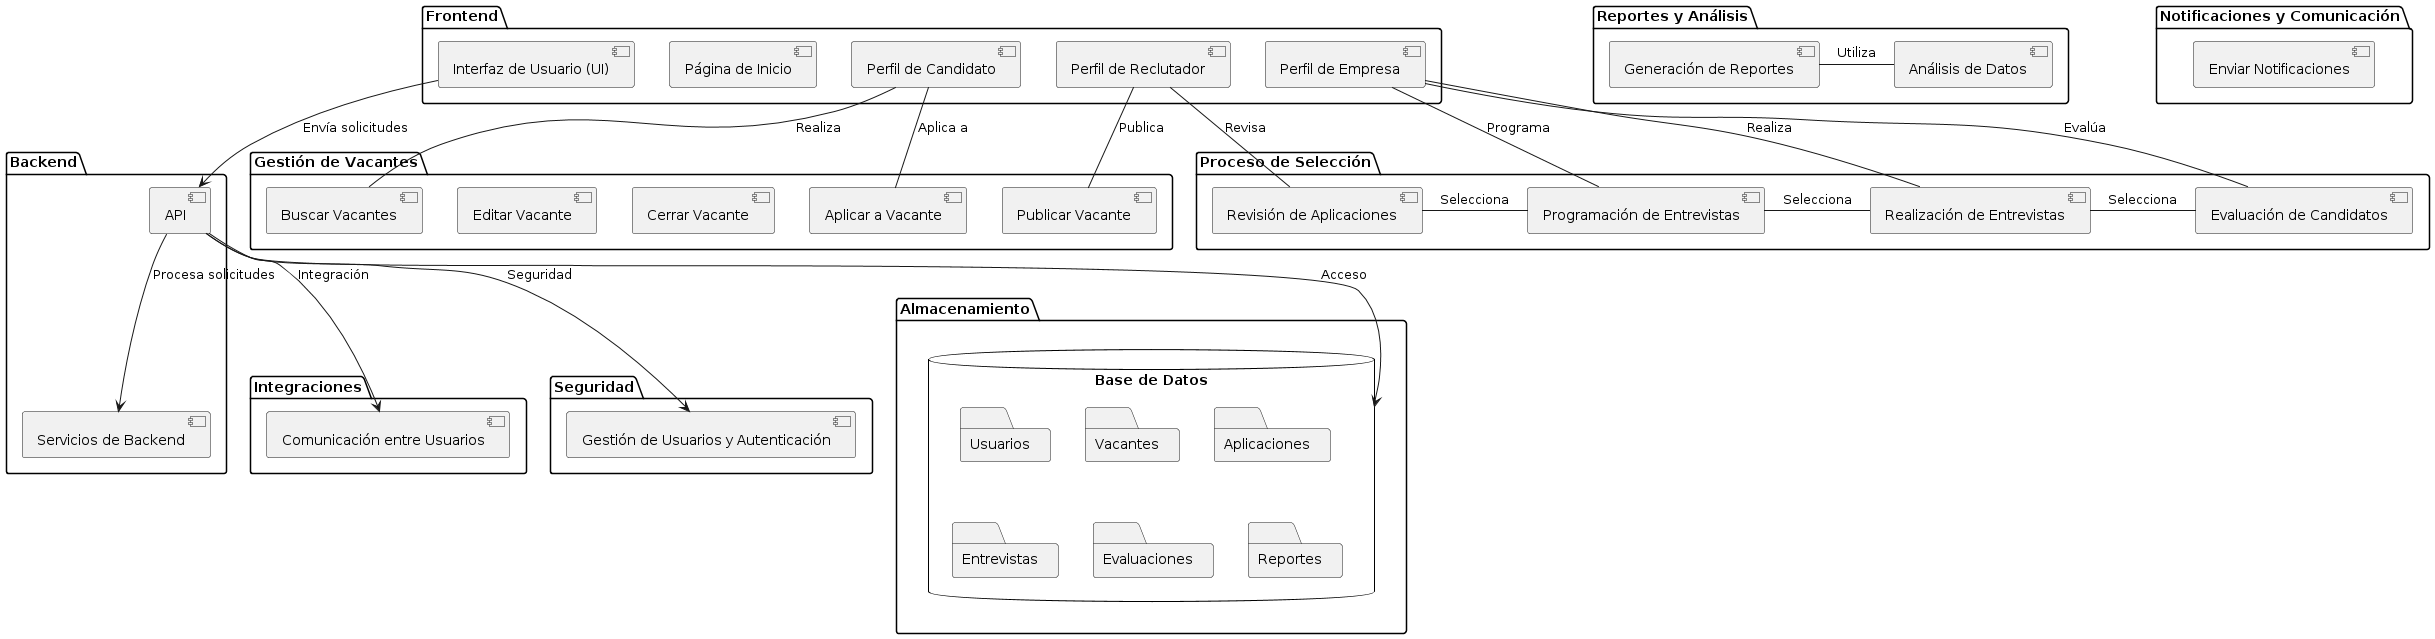 Frontend
Reportes y Análisis
Notificaciones y Comunicación
Interfaz de Usuario (UI)
Página de Inicio
Perfil de Candidato
Perfil de Reclutador
Perfil de Empresa
Generación de Reportes
Utiliza
Análisis de Datos
Enviar Notificaciones
Envía solicitudes
Realiza
Aplica a
Publica
Revisa
Programa
Realiza
Evalúa
Backend
Gestión de Vacantes
Proceso de Selección
API
Buscar Vacantes
Editar Vacante
Cerrar Vacante
Aplicar a Vacante
Publicar Vacante
Revisión de Aplicaciones
Selecciona
Programación de Entrevistas
Selecciona
Realización de Entrevistas
Selecciona
Evaluación de Candidatos
Procesa solicitudes
Integración
Seguridad
Acceso
Almacenamiento
Integraciones
Seguridad
Base de Datos
Servicios de Backend
Comunicación entre Usuarios
Gestión de Usuarios y Autenticación
Usuarios
Vacantes
Aplicaciones
Entrevistas
Evaluaciones
Reportes